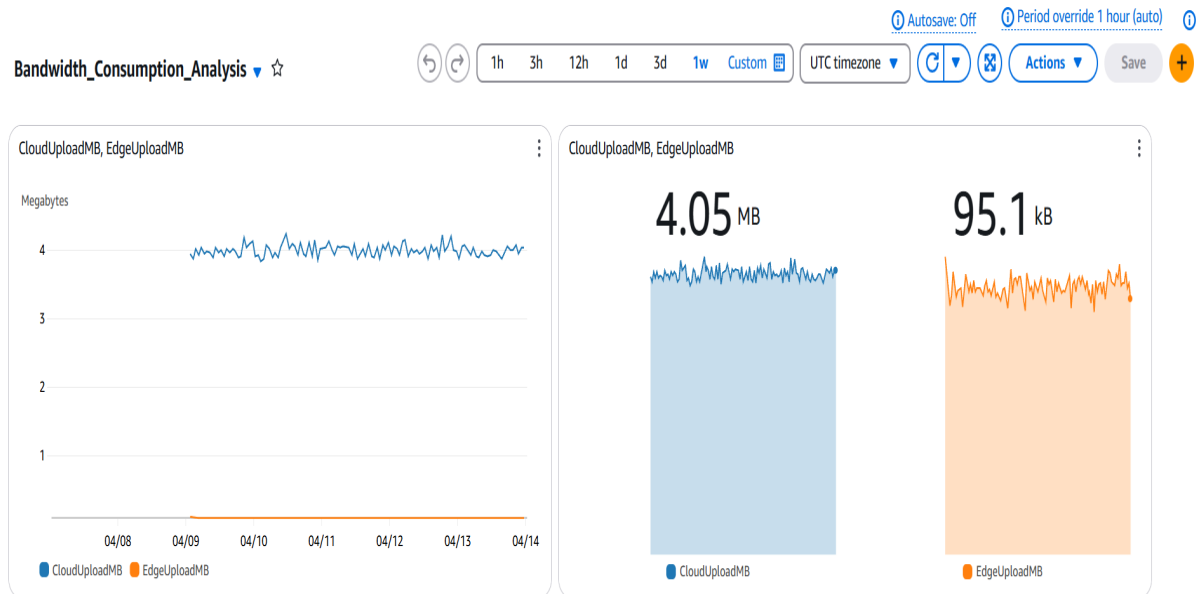 Autosave: Off Period override 1 hour (auto)
Bandwidth_Consumption_Analysis 1h 3h 12h 1d 3d 1w Custom UTC timezone Actions Save +
CloudUploadMB, EdgeUploadMB
Megabytes
4
3
2
1
04/08 04/09 04/10 04/11 04/12 04/13 04/14
CloudUploadMB EdgeUploadMB
CloudUploadMB, EdgeUploadMB
4.05 MB 95.1 kB
CloudUploadMB EdgeUploadMB